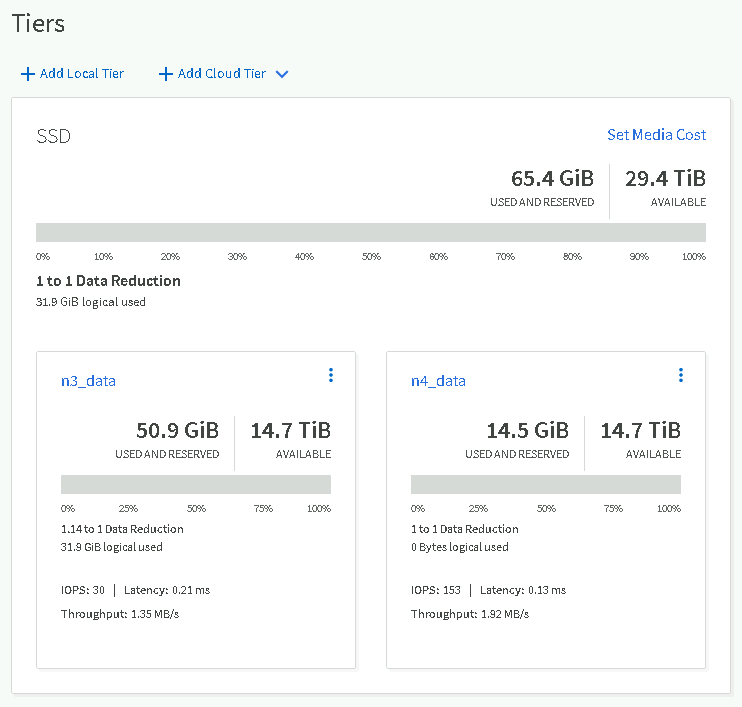 Tiers
+ Add Local Tier + Add Cloud Tier
SSD Set Media Cost
65.4 GiB 29.4 TiB
USED AND RESERVED AVAILABLE
0% 10% 20% 30% 40% 50% 60% 70% 80% 90% 100%
1 to 1 Data Reduction
31.9 GiB logical used
n3_data
50.9 GiB 14.7 TiB
USED AND RESERVED AVAILABLE
0% 25% 50% 75% 100%
1.14 to 1 Data Reduction
31.9 GiB logical used
IOPS: 30 | Latency: 0.21 ms
Throughput: 1.35 MB/s
n4_data
14.5 GiB 14.7 TiB
USED AND RESERVED AVAILABLE
0% 25% 50% 75% 100%
1 to 1 Data Reduction
0 Bytes logical used
IOPS: 153 | Latency: 0.13 ms
Throughput: 1.92 MB/s